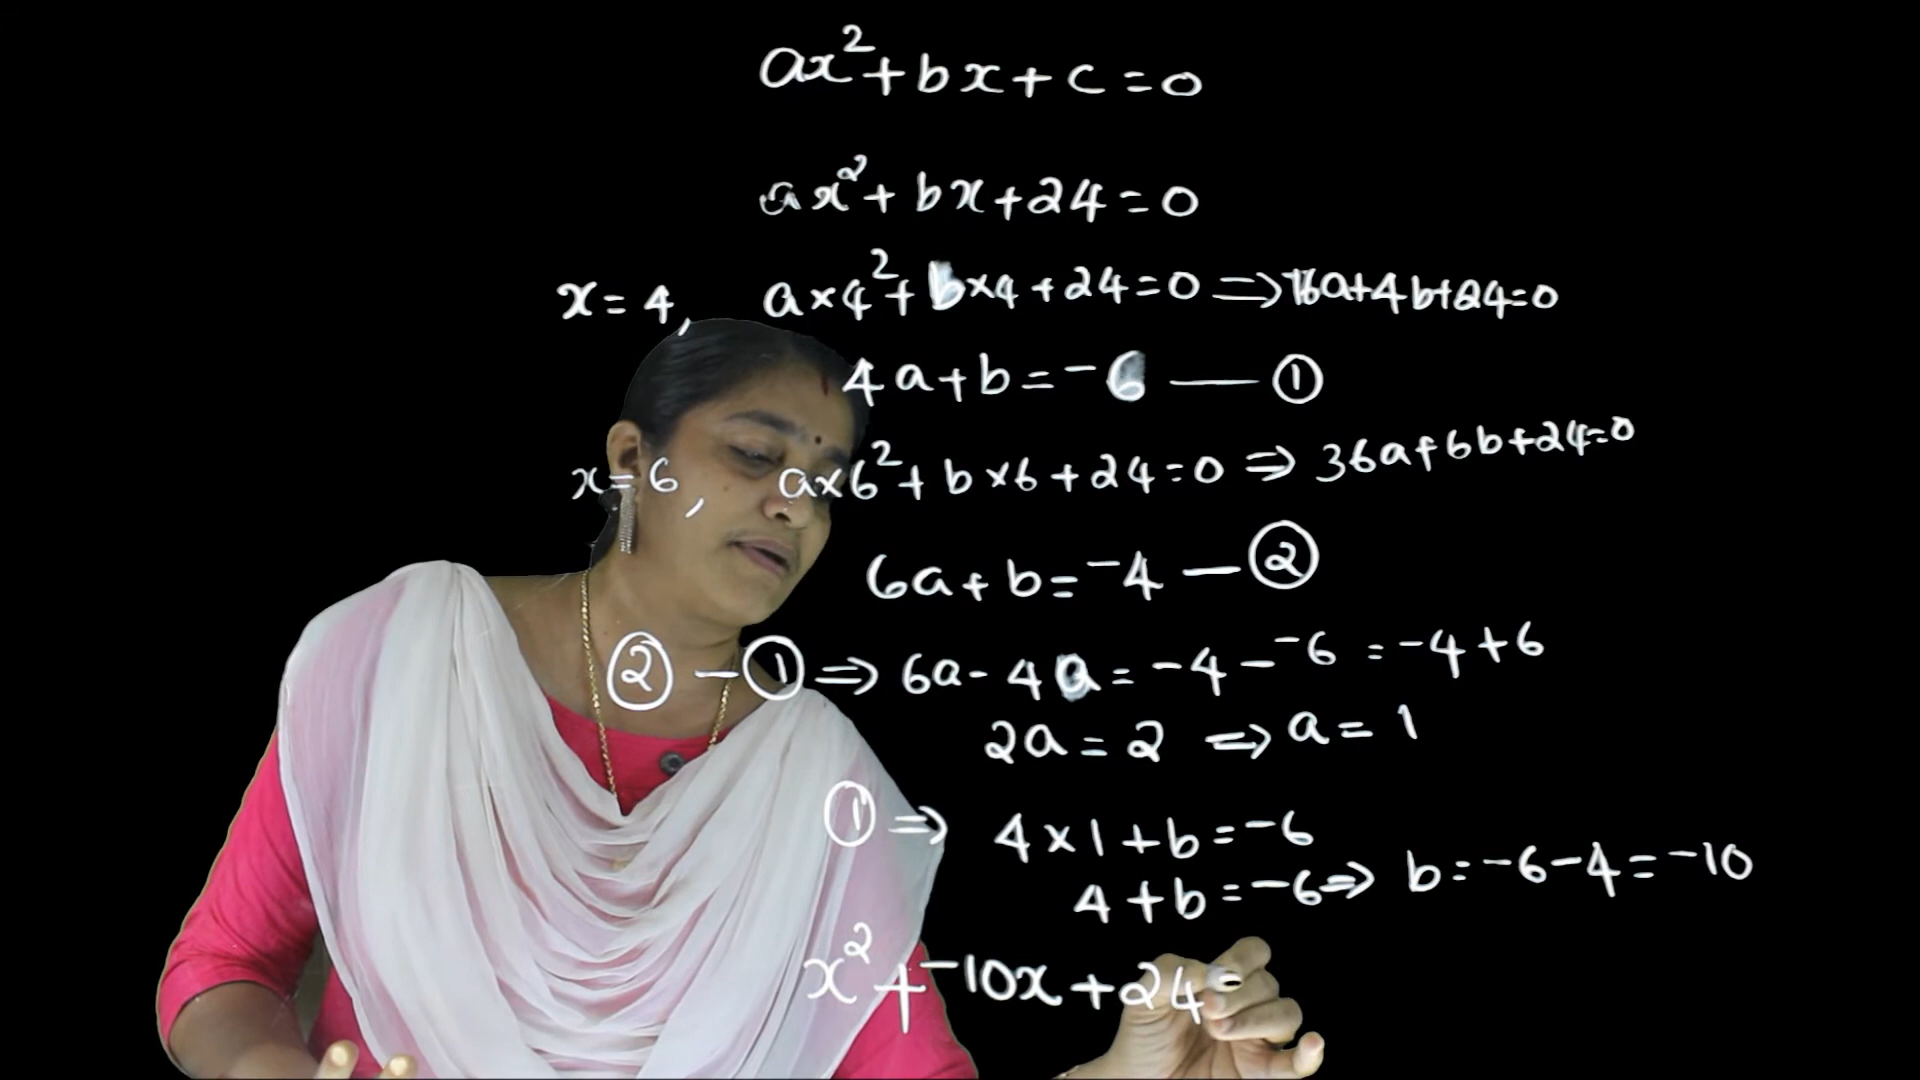 ax²+bx+c=0
ax²+bx+24=0
x=4, a×4²+b×4+24=0⇒16a+4b+24=0
4a+b=⁻6 — ①
x=6, a×6²+b×6+24=0⇒36a+6b+24=0
6a+b=⁻4 — ②
②-①⇒6a-4a=-4-⁻6=-4+6
2a=2⇒a=1
①⇒4×1+b=⁻6
4+b=⁻6⇒b=-6-4=-10
x²+⁻10x+24=